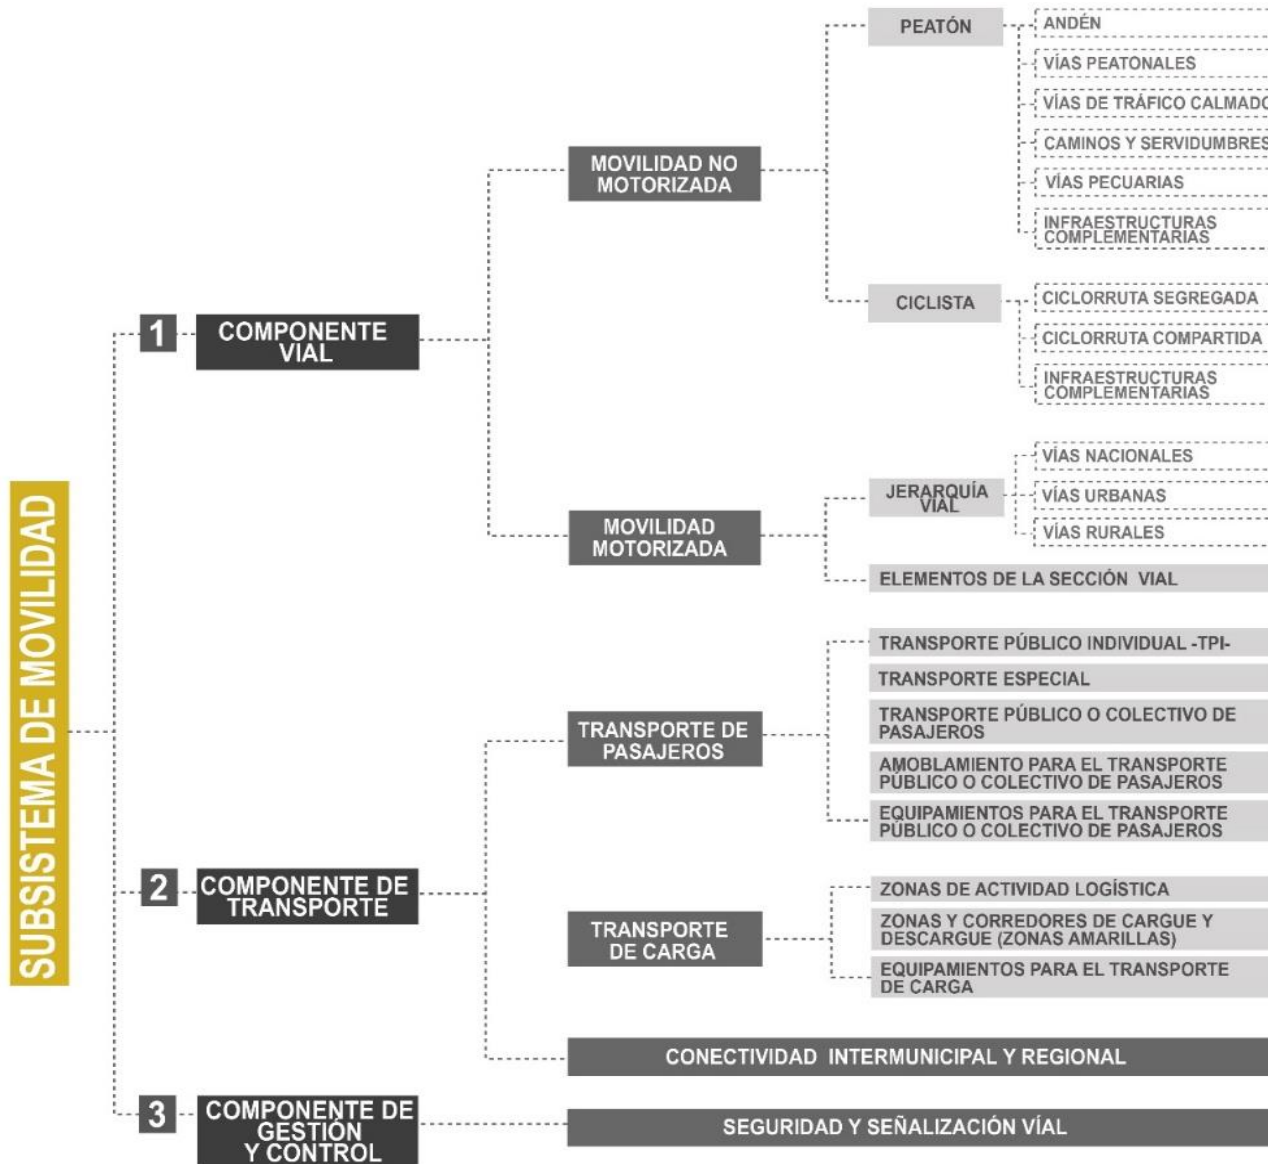 SUBSISTEMA DE MOVILIDAD
1
COMPONENTE
VIAL
MOVILIDAD NO
MOTORIZADA
PEATÓN
ANDÉN
VÍAS PEATONALES
VÍAS DE TRÁFICO CALMADO
CAMINOS Y SERVIDUMBRES
VÍAS PECUARIAS
INFRAESTRUCTURAS
COMPLEMENTARIAS
CICLISTA
CICLORRUTA SEGREGADA
CICLORRUTA COMPARTIDA
INFRAESTRUCTURAS
COMPLEMENTARIAS
MOVILIDAD
MOTORIZADA
JERARQUÍA
VIAL
VÍAS NACIONALES
VÍAS URBANAS
VÍAS RURALES
ELEMENTOS DE LA SECCIÓN VIAL
2
COMPONENTE DE
TRANSPORTE
TRANSPORTE DE
PASAJEROS
TRANSPORTE PÚBLICO INDIVIDUAL -TPI-
TRANSPORTE ESPECIAL
TRANSPORTE PÚBLICO O COLECTIVO DE
PASAJEROS
AMOBLAMIENTO PARA EL TRANSPORTE
PÚBLICO O COLECTIVO DE PASAJEROS
EQUIPAMIENTOS PARA EL TRANSPORTE
PÚBLICO O COLECTIVO DE PASAJEROS
TRANSPORTE
DE CARGA
ZONAS DE ACTIVIDAD LOGÍSTICA
ZONAS Y CORREDORES DE CARGUE Y
DESCARGUE (ZONAS AMARILLAS)
EQUIPAMIENTOS PARA EL TRANSPORTE
DE CARGA
CONECTIVIDAD INTERMUNICIPAL Y REGIONAL
3
COMPONENTE DE
GESTIÓN
Y CONTROL
SEGURIDAD Y SEÑALIZACIÓN VÍAL